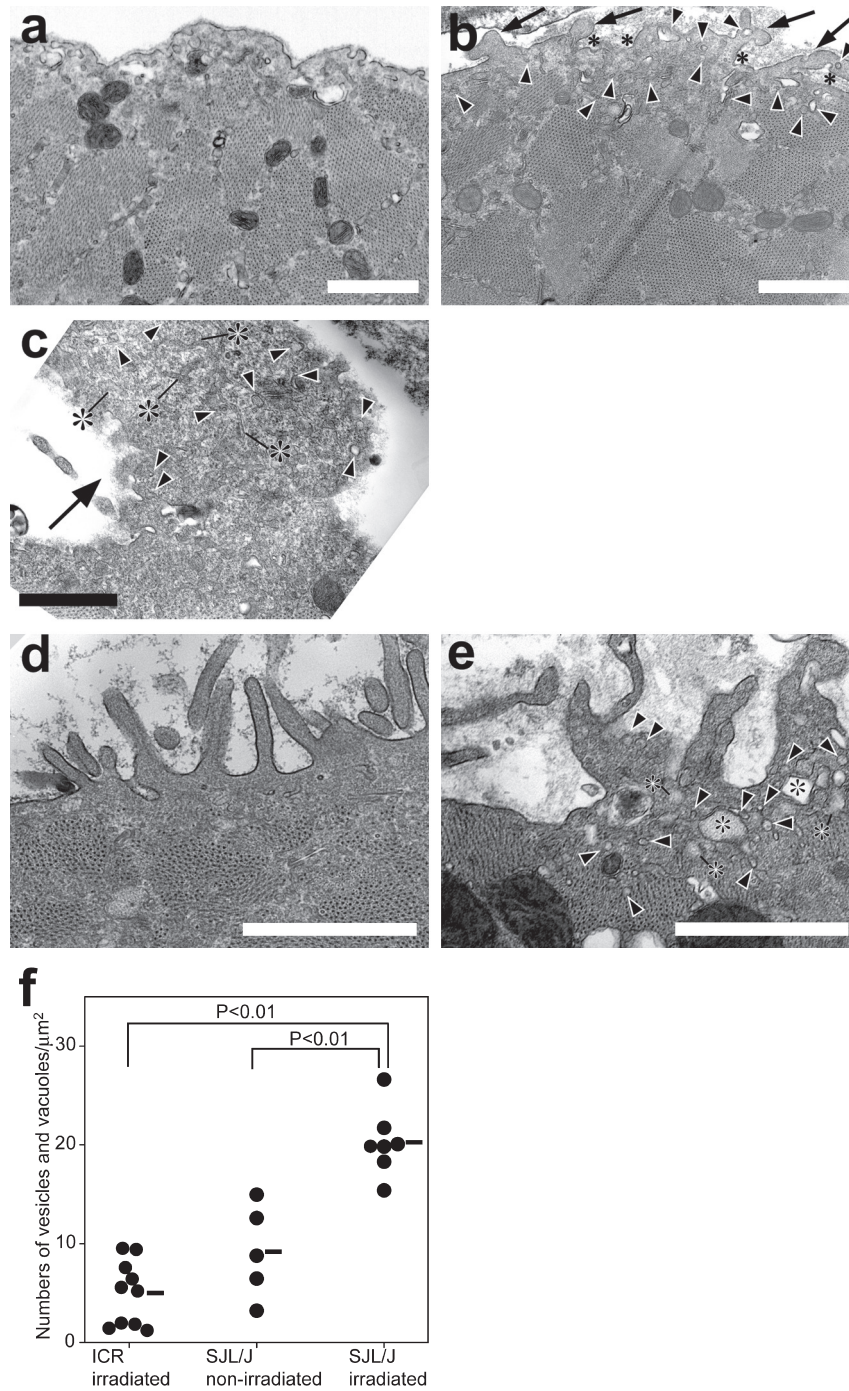 a
b
c
d
e
f
P<0.01
P<0.01
Numbers of vesicles and vacuoles/μm²
30
20
10
0
ICR
irradiated
SJL/J
non-irradiated
SJL/J
irradiated